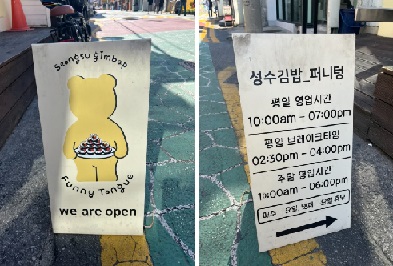 Seongsu Gimbap
Funny Tongue
we are open
성수김밥_퍼니텅
평일 영업시간
10:00am - 07:00pm
평일 브레이크타임
02:30pm - 04:00pm
주말 영업시간
11:00am - 06:00pm